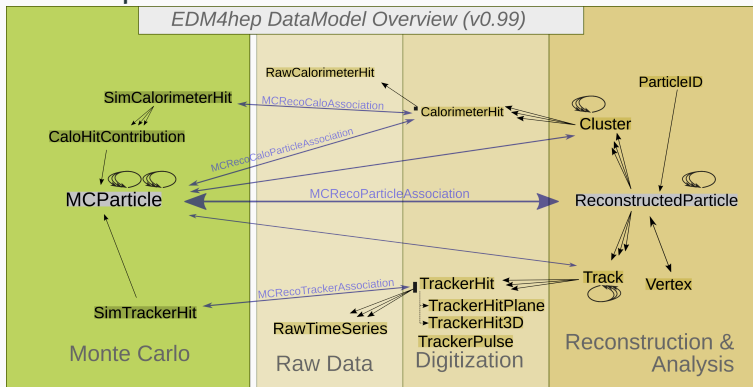 EDM4hep DataModel Overview (v0.99)
RawCalorimeterHit
ParticleID
SimCalorimeterHit
MCRecoCaloAssociation
CalorimeterHit
Cluster
CaloHitContribution
MCRecoCaloParticleAssociation
MCParticle
MCRecoParticleAssociation
ReconstructedParticle
Track
Vertex
TrackerHit
MCRecoTrackerAssociation
SimTrackerHit
TrackerHitPlane
RawTimeSeries
TrackerHit3D
TrackerPulse
Monte Carlo
Raw Data
Digitization
Reconstruction &
Analysis